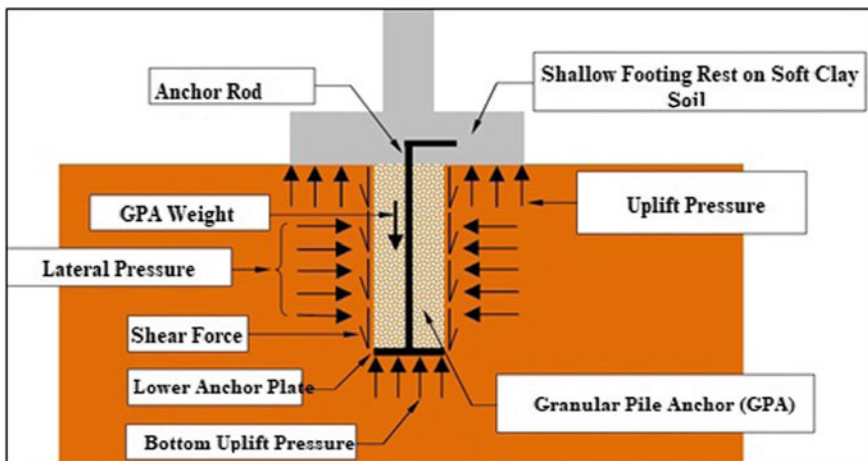 Anchor Rod
Shallow Footing Rest on Soft Clay
Soil
GPA Weight
Uplift Pressure
Lateral Pressure
Shear Force
Lower Anchor Plate
Granular Pile Anchor (GPA)
Bottom Uplift Pressure